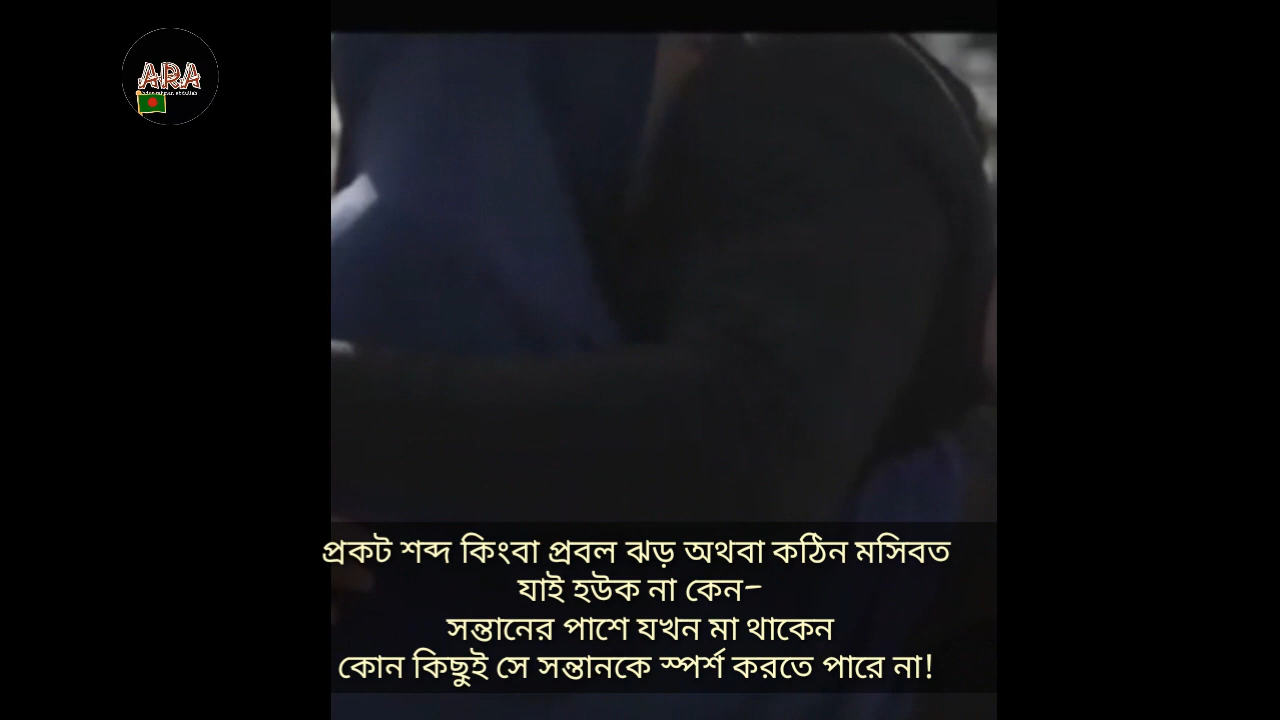 ARA
প্রকট শব্দ কিংবা প্রবল ঝড় অথবা কঠিন মসিবত
যাই হউক না কেন-
সন্তানের পাশে যখন মা থাকেন
কোন কিছুই সে সন্তানকে স্পর্শ করতে পারে না!